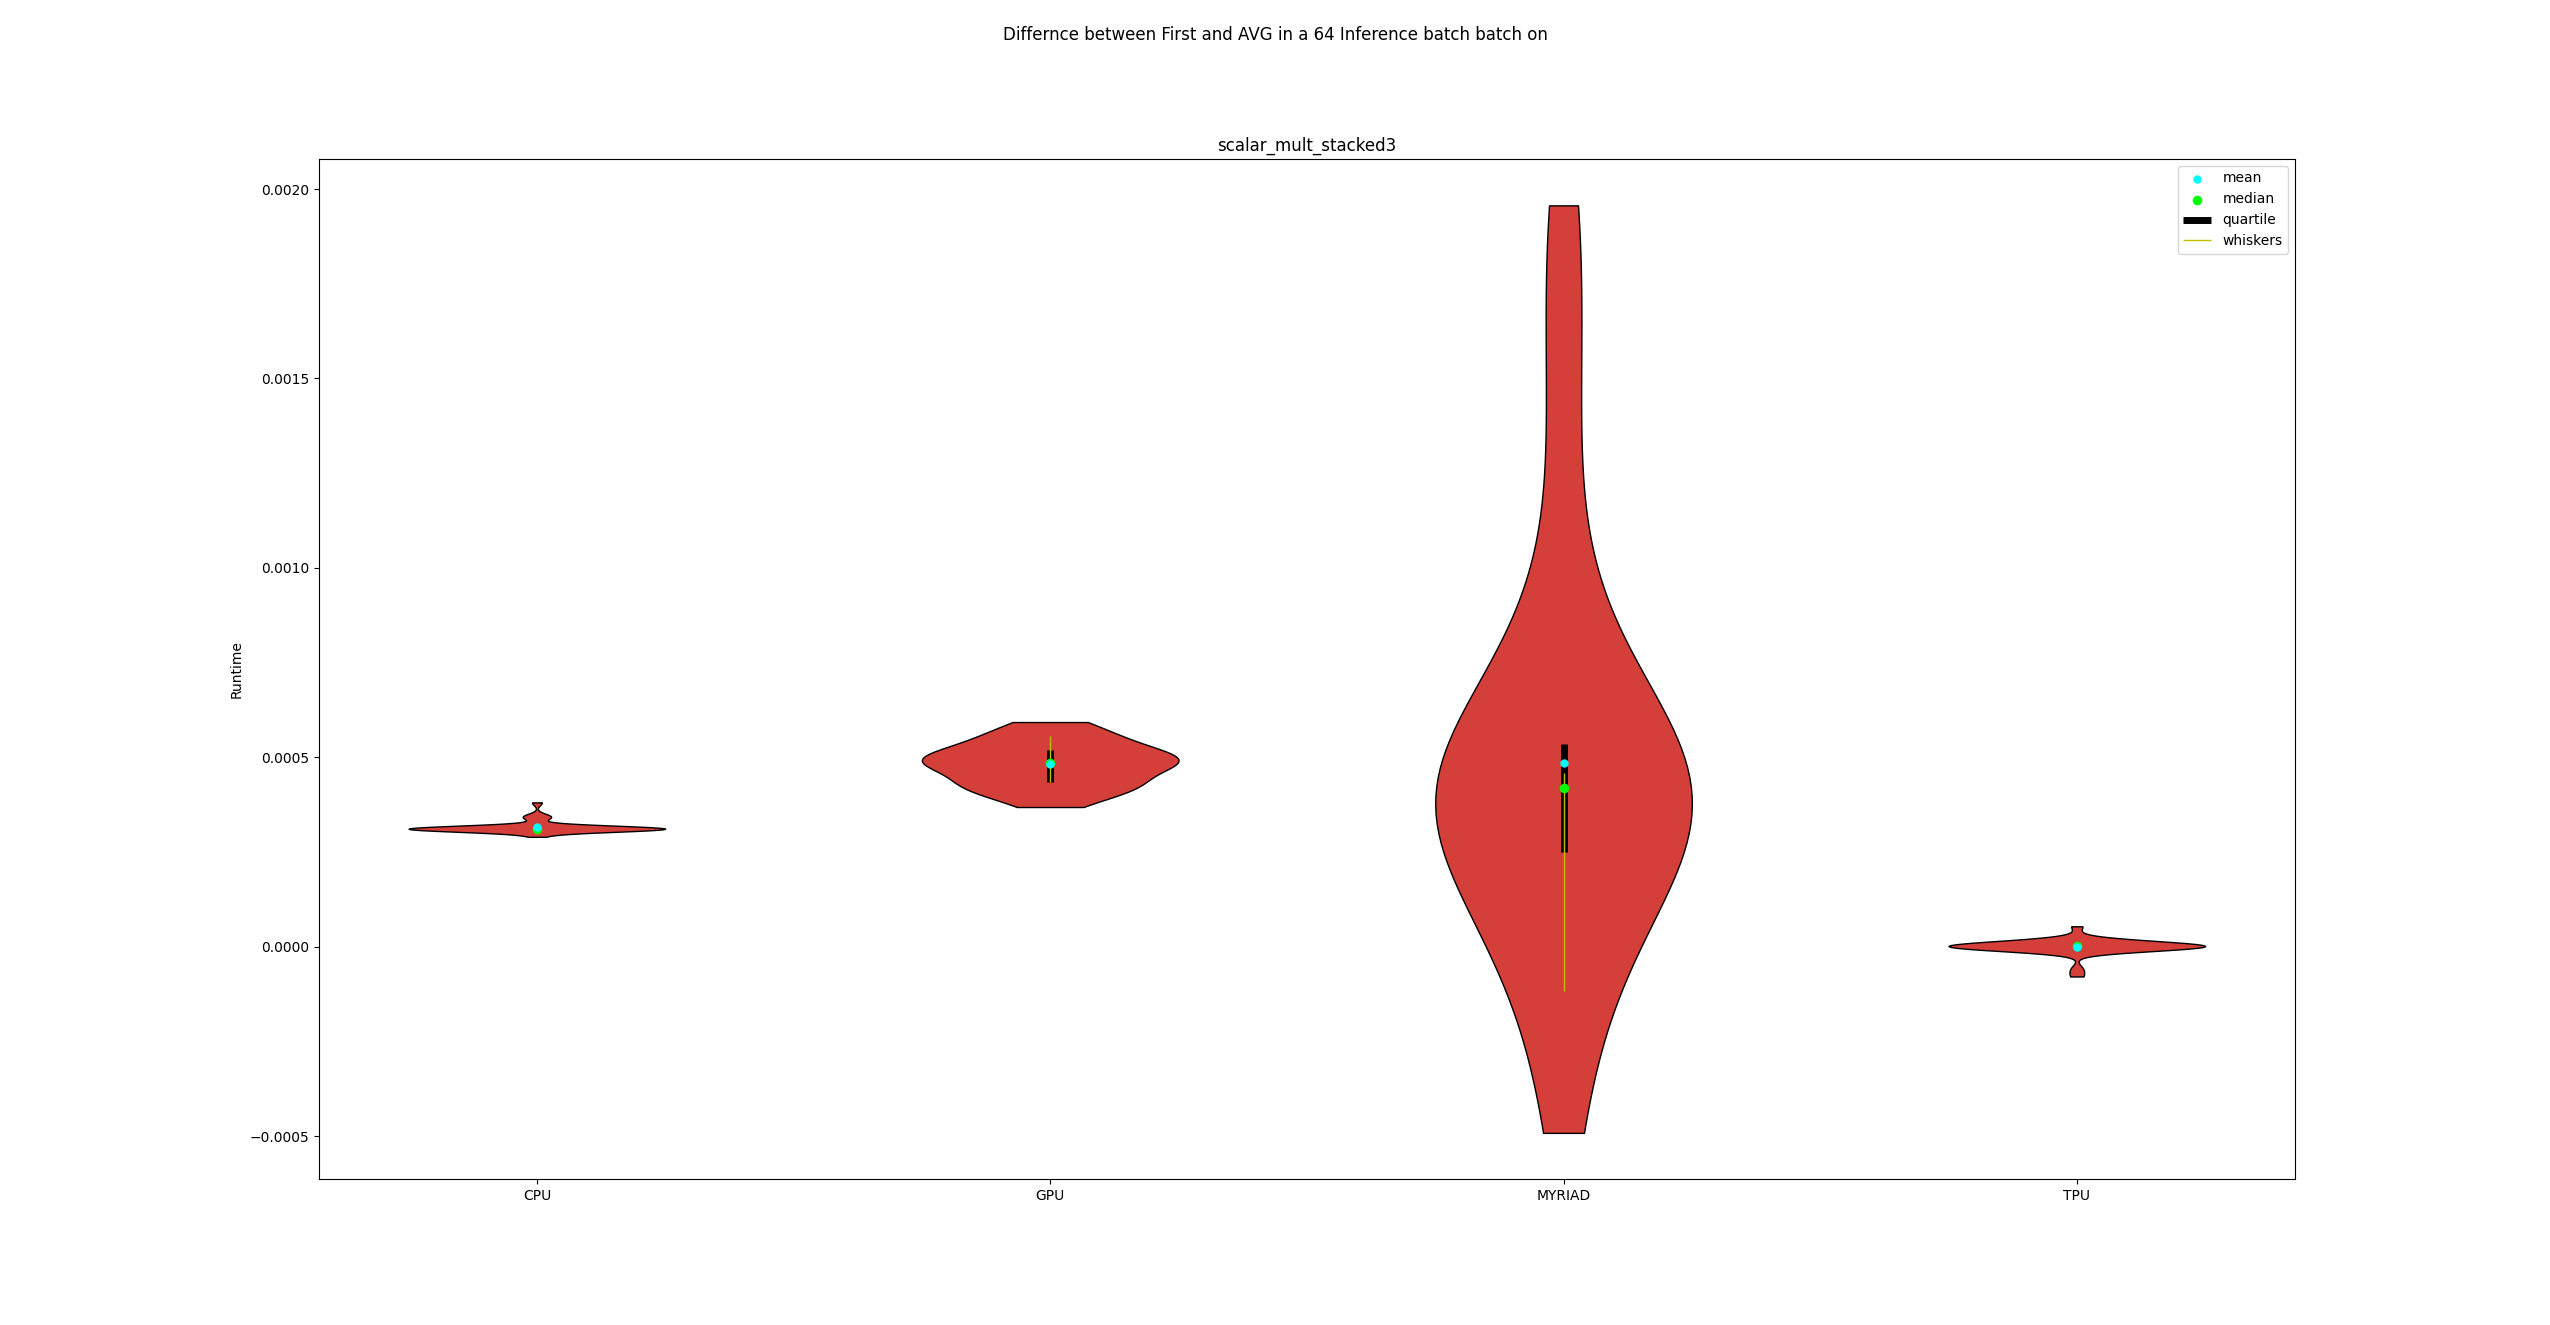 Differnce between First and AVG in a 64 Inference batch batch on
scalar_mult_stacked3
mean
median
quartile
whiskers
0.0020
0.0015
0.0010
0.0005
0.0000
−0.0005
Runtime
CPU
GPU
MYRIAD
TPU